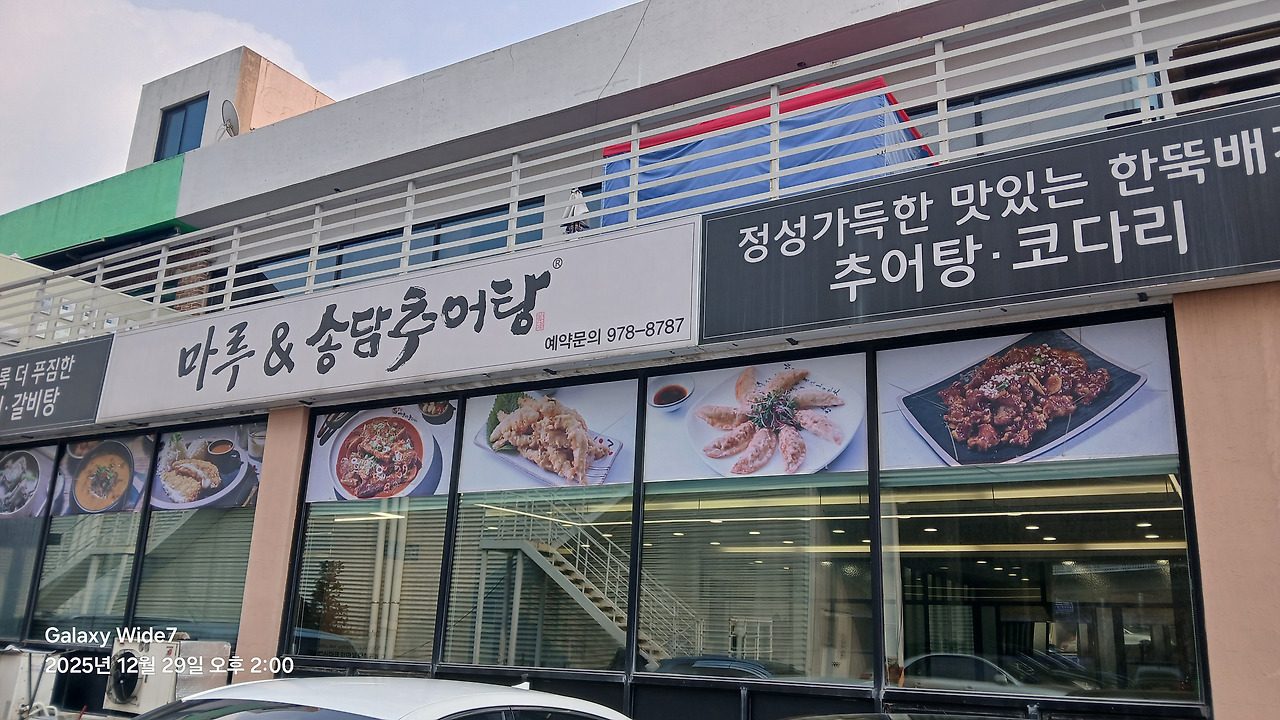 정성가득한 맛있는 한뚝배
추어탕·코다리
마루 & 송담추어탕®
예약문의 978-8787
록 더 푸짐한
·갈비탕
Galaxy Wide7
2025년 12월 29일 오후 2:00